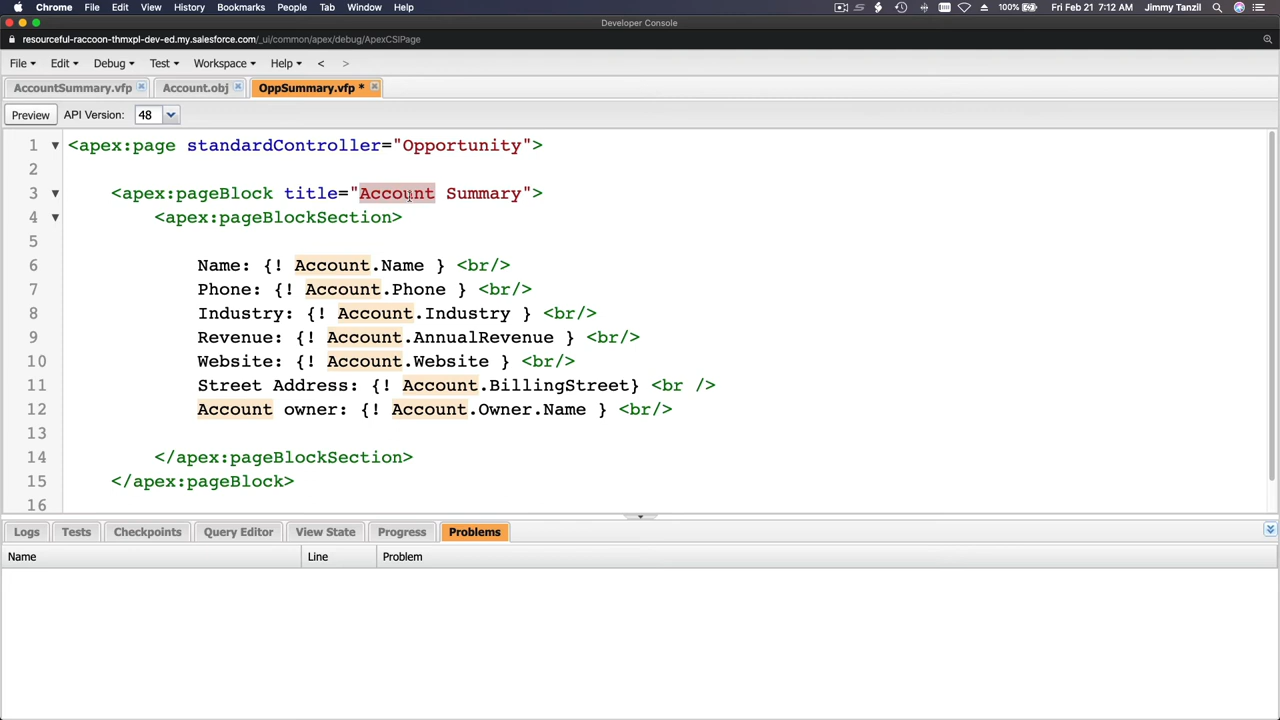 Chrome File Edit View History Bookmarks People Tab Window Help 100% Fri Feb 21 7:12 AM Jimmy Tanzil
Developer Console
resourceful-raccoon-thmxpl-dev-ed.my.salesforce.com/_ui/common/apex/debug/ApexCSIPage
File Edit Debug Test Workspace Help < >
AccountSummary.vfp Account.obj OppSummary.vfp *
Preview API Version: 48
1 <apex:page standardController="Opportunity">
2
3 <apex:pageBlock title="Account Summary">
4 <apex:pageBlockSection>
5
6 Name: {! Account.Name } <br/>
7 Phone: {! Account.Phone } <br/>
8 Industry: {! Account.Industry } <br/>
9 Revenue: {! Account.AnnualRevenue } <br/>
10 Website: {! Account.Website } <br/>
11 Street Address: {! Account.BillingStreet} <br />
12 Account owner: {! Account.Owner.Name } <br/>
13
14 </apex:pageBlockSection>
15 </apex:pageBlock>
16
Logs Tests Checkpoints Query Editor View State Progress Problems
Name Line Problem